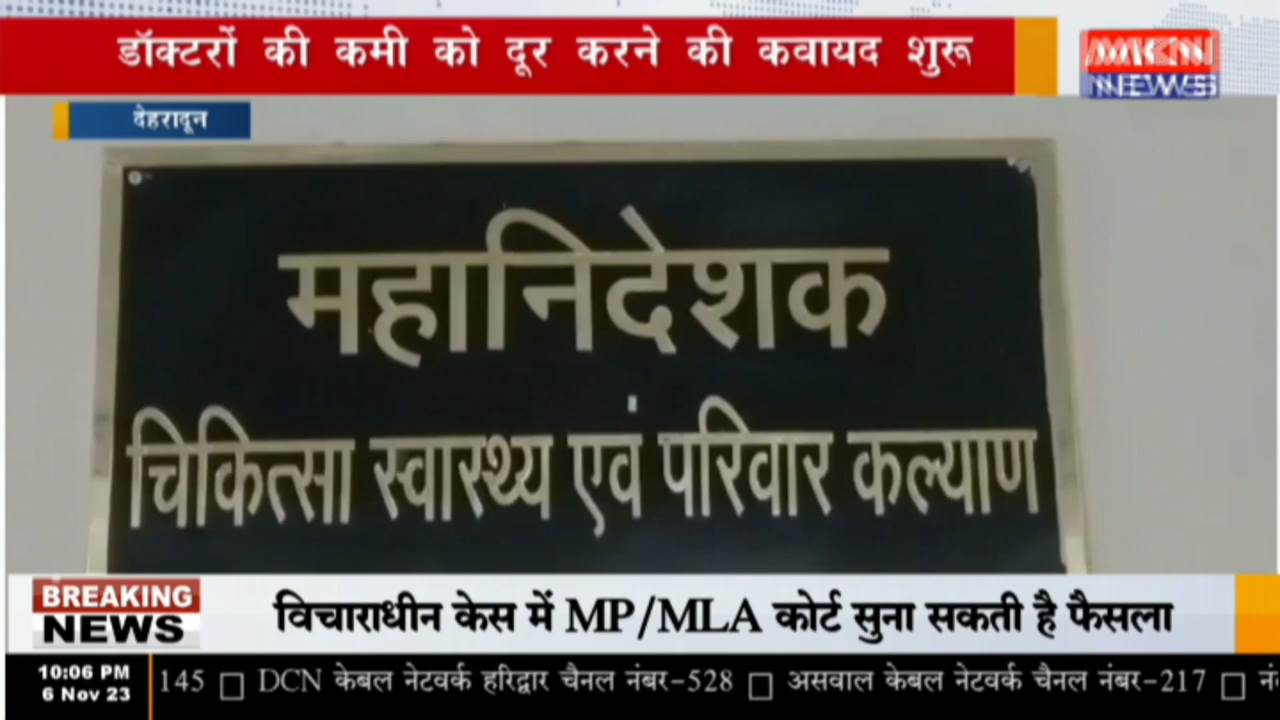 डॉक्टरों की कमी को दूर करने की कवायद शुरू
NEWS
देहरादून
महानिदेशक
चिकित्सा स्वास्थ्य एवं परिवार कल्याण
BREAKING
NEWS
विचाराधीन केस में MP/MLA कोर्ट सुना सकती है फैसला
10:06 PM
6 Nov 23
145 □ DCN केबल नेटवर्क हरिद्वार चैनल नंबर-528 □ असवाल केबल नेटवर्क चैनल नंबर-217 □